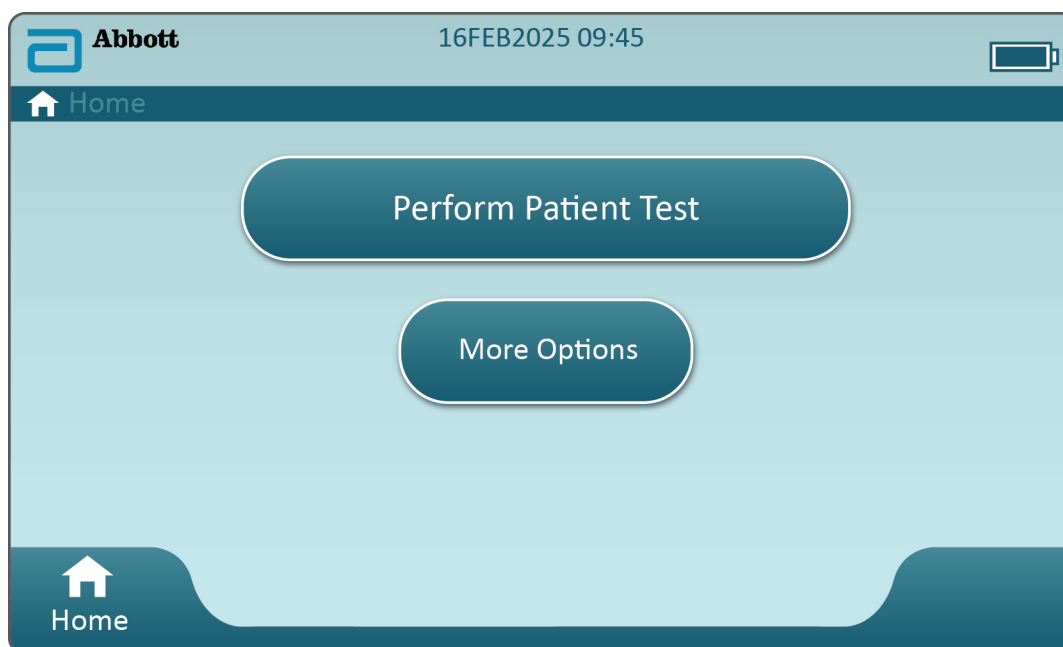 Abbott
16FEB2025 09:45
Home
Perform Patient Test
More Options
Home